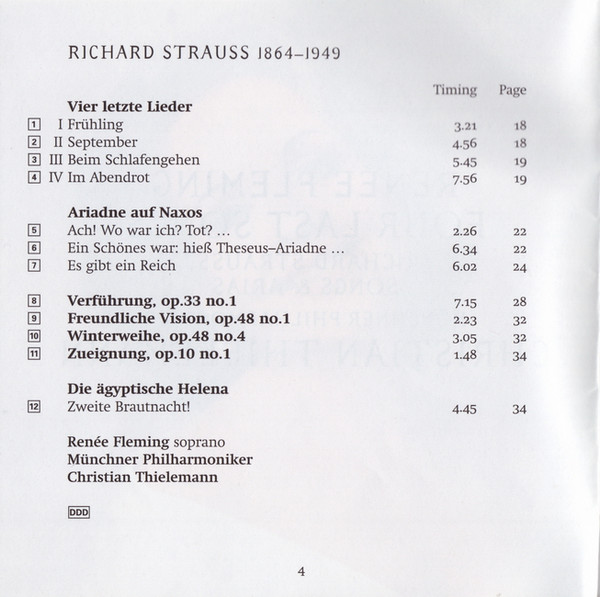 RICHARD STRAUSS 1864–1949
Timing Page
Vier letzte Lieder
1 I Frühling 3.21 18
2 II September 4.56 18
3 III Beim Schlafengehen 5.45 19
4 IV Im Abendrot 7.56 19
Ariadne auf Naxos
5 Ach! Wo war ich? Tot? ... 2.26 22
6 Ein Schönes war: hieß Theseus–Ariadne ... 6.34 22
7 Es gibt ein Reich 6.02 24
8 Verführung, op.33 no.1 7.15 28
9 Freundliche Vision, op.48 no.1 2.23 32
10 Winterweihe, op.48 no.4 3.05 32
11 Zueignung, op.10 no.1 1.48 34
Die ägyptische Helena
12 Zweite Brautnacht! 4.45 34
Renée Fleming soprano
Münchner Philharmoniker
Christian Thielemann
DDD
4